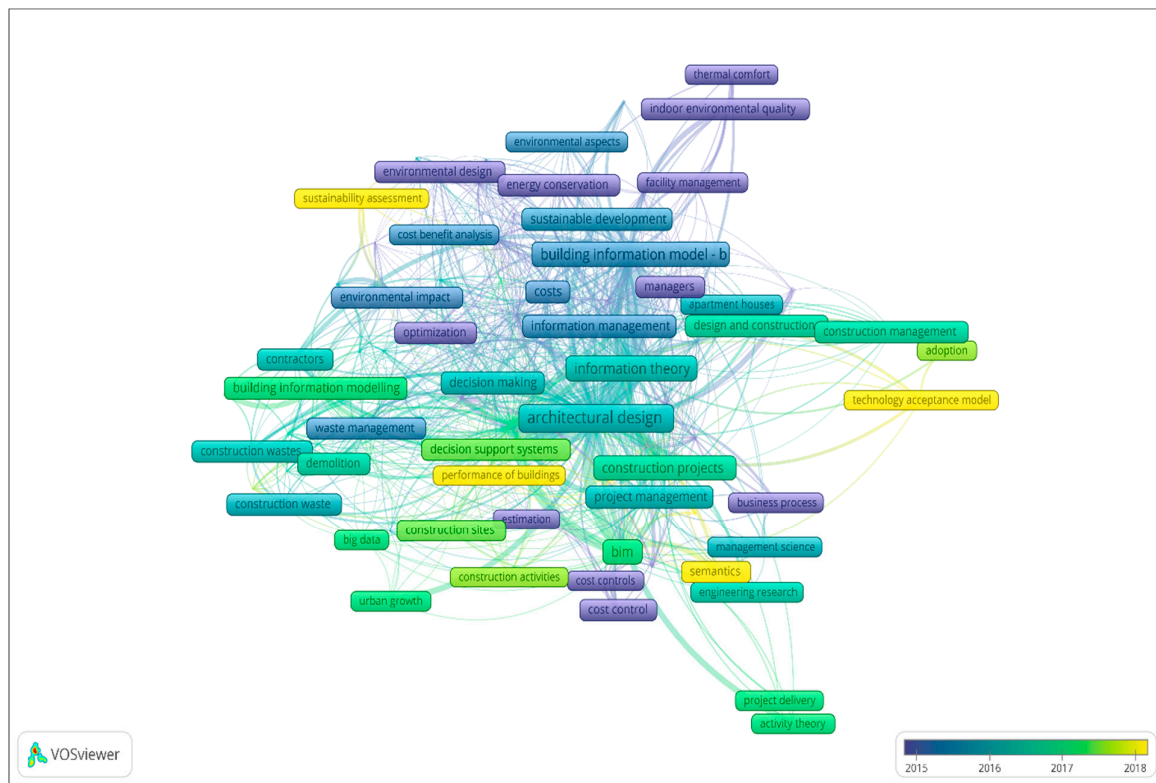 thermal comfort
indoor environmental quality
environmental aspects
environmental design
energy conservation
facility management
sustainability assessment
sustainable development
cost benefit analysis
building information model - b
managers
environmental impact
costs
apartment houses
optimization
information management
design and construction
construction management
adoption
contractors
building information modelling
decision making
information theory
technology acceptance model
architectural design
waste management
construction wastes
demolition
decision support systems
performance of buildings
construction projects
construction waste
project management
business process
estimation
construction sites
big data
bim
management science
construction activities
cost controls
semantics
engineering research
urban growth
cost control
project delivery
activity theory
VOSviewer
2015 2016 2017 2018